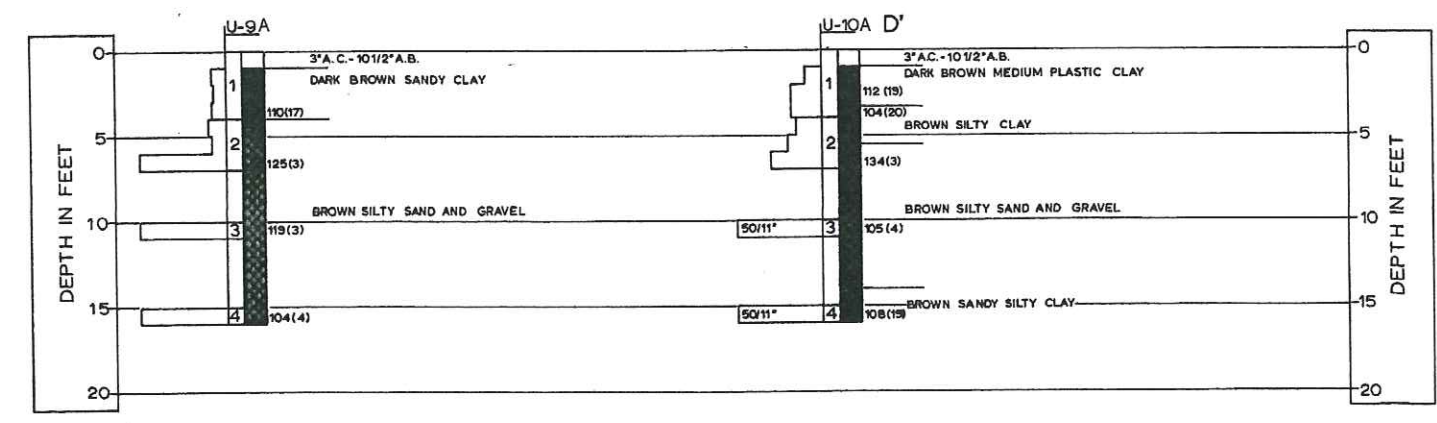 U-9A
U-10A D'
0
3"A.C.-10 1/2"A.B.
DARK BROWN SANDY CLAY
1
110(17)
5
2
125(3)
BROWN SILTY SAND AND GRAVEL
10
3
119(3)
15
4
104(4)
20
DEPTH IN FEET
3"A.C.-10 1/2"A.B.
DARK BROWN MEDIUM PLASTIC CLAY
1
112 (19)
104(20)
BROWN SILTY CLAY
2
134(3)
BROWN SILTY SAND AND GRAVEL
50/11"
3
105(4)
BROWN SANDY SILTY CLAY
50/11"
4
108(19)
0
5
10
15
20
DEPTH IN FEET